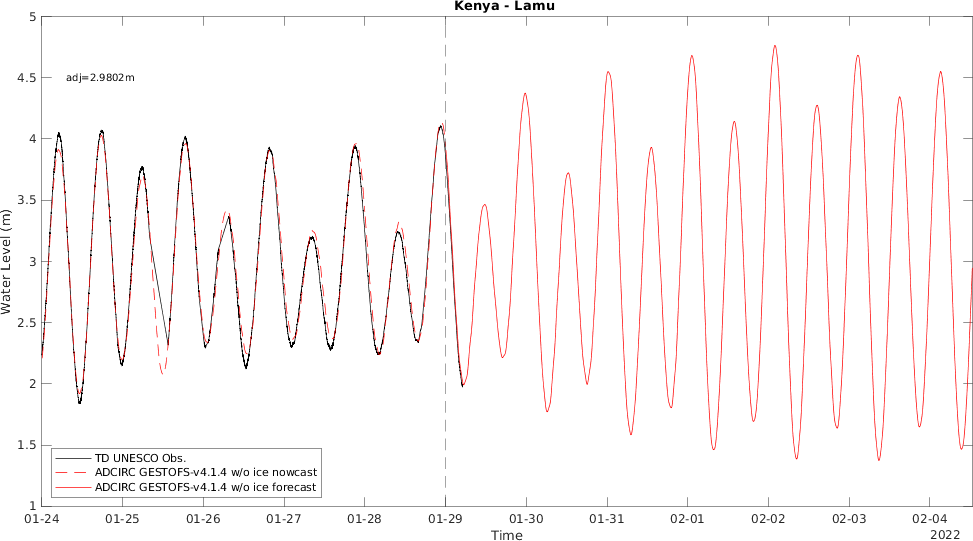 Kenya - Lamu
adj=2.9802m
Water Level (m)
5
4.5
4
3.5
3
2.5
2
1.5
1
TD UNESCO Obs.
ADCIRC GESTOFS-v4.1.4 w/o ice nowcast
ADCIRC GESTOFS-v4.1.4 w/o ice forecast
01-24 01-25 01-26 01-27 01-28 01-29 01-30 01-31 02-01 02-02 02-03 02-04
2022
Time